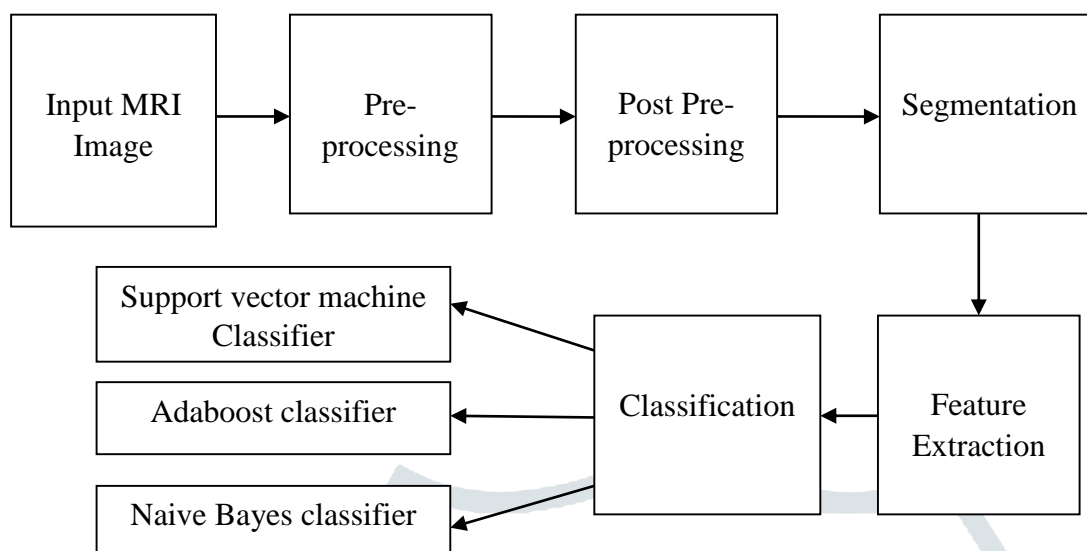 Input MRI
Image
Pre-
processing
Post Pre-
processing
Segmentation
Feature
Extraction
Classification
Support vector machine
Classifier
Adaboost classifier
Naive Bayes classifier